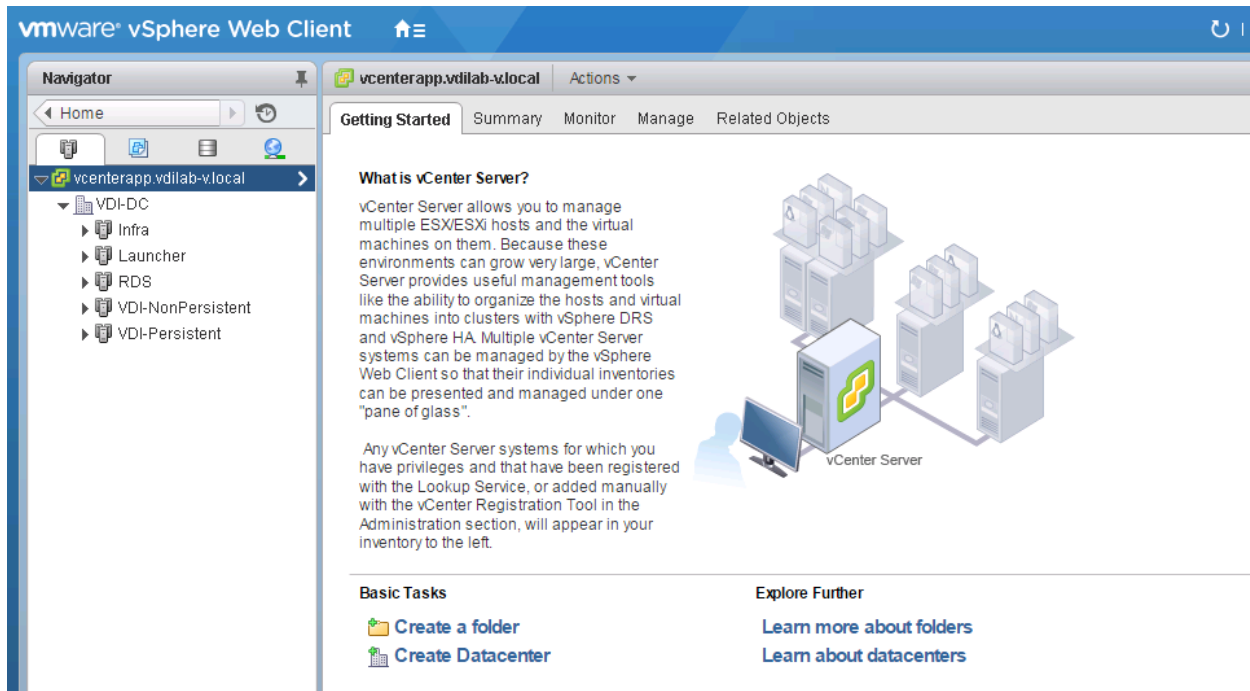 vmware® vSphere Web Client
Navigator
Home
vcenterapp.vdilab-v.local
VDI-DC
Infra
Launcher
RDS
VDI-NonPersistent
VDI-Persistent
vcenterapp.vdilab-v.local Actions
Getting Started Summary Monitor Manage Related Objects
What is vCenter Server?
vCenter Server allows you to manage
multiple ESX/ESXi hosts and the virtual
machines on them. Because these
environments can grow very large, vCenter
Server provides useful management tools
like the ability to organize the hosts and virtual
machines into clusters with vSphere DRS
and vSphere HA. Multiple vCenter Server
systems can be managed by the vSphere
Web Client so that their individual inventories
can be presented and managed under one
"pane of glass".
Any vCenter Server systems for which you
have privileges and that have been registered
with the Lookup Service, or added manually
with the vCenter Registration Tool in the
Administration section, will appear in your
inventory to the left.
vCenter Server
Basic Tasks
Create a folder
Create Datacenter
Explore Further
Learn more about folders
Learn about datacenters